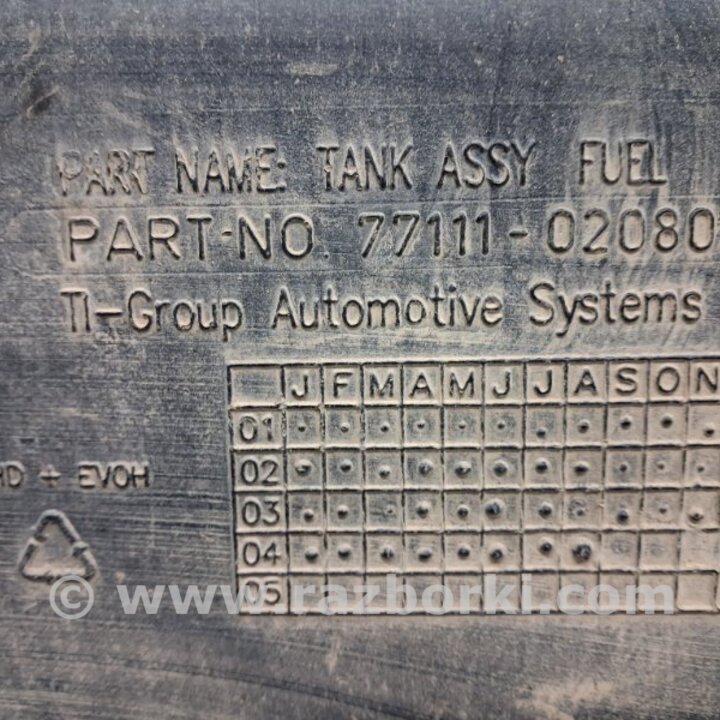 PART NAME: TANK ASSY FUEL
PART-NO. 77111-02080
TI-Group Automotive Systems
J F M A M J J A S O N
01
02
HD + EVOH
03
04
05
© www.razborki.com